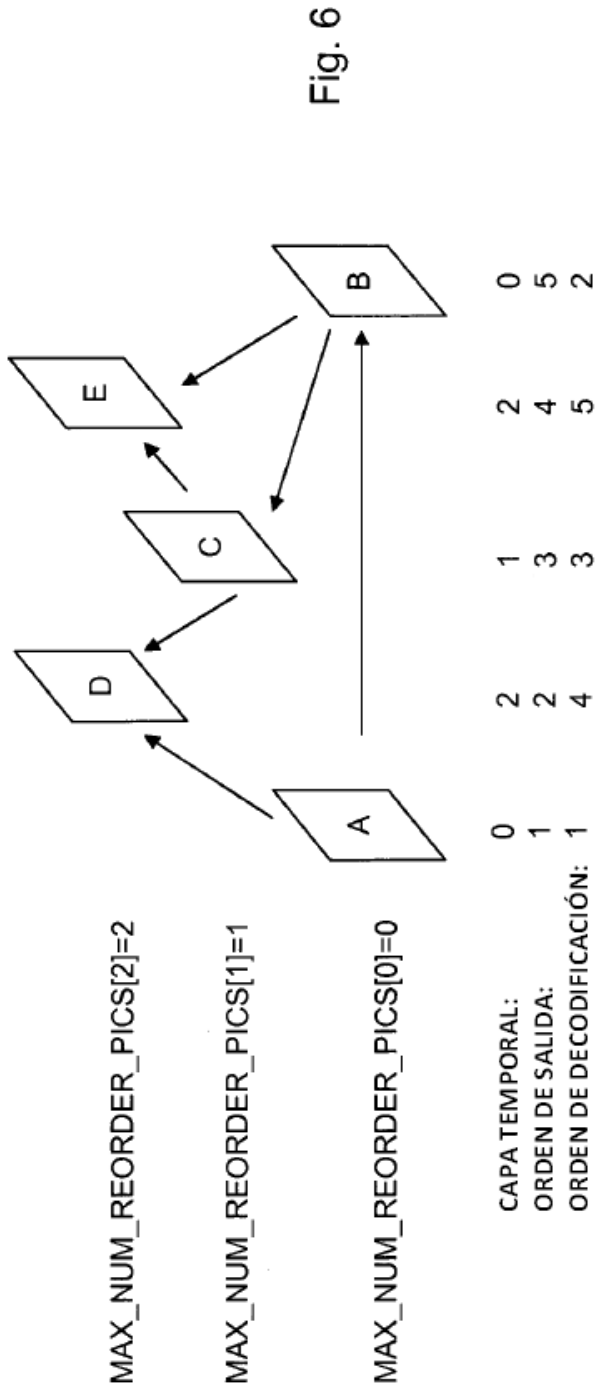 MAX_NUM_REORDER_PICS[2]=2
MAX_NUM_REORDER_PICS[1]=1
MAX_NUM_REORDER_PICS[0]=0
D
E
C
A
B
CAPA TEMPORAL: 0 2 1 2 0
ORDEN DE SALIDA: 1 2 3 4 5
ORDEN DE DECODIFICACIÓN: 1 4 3 5 2
Fig. 6